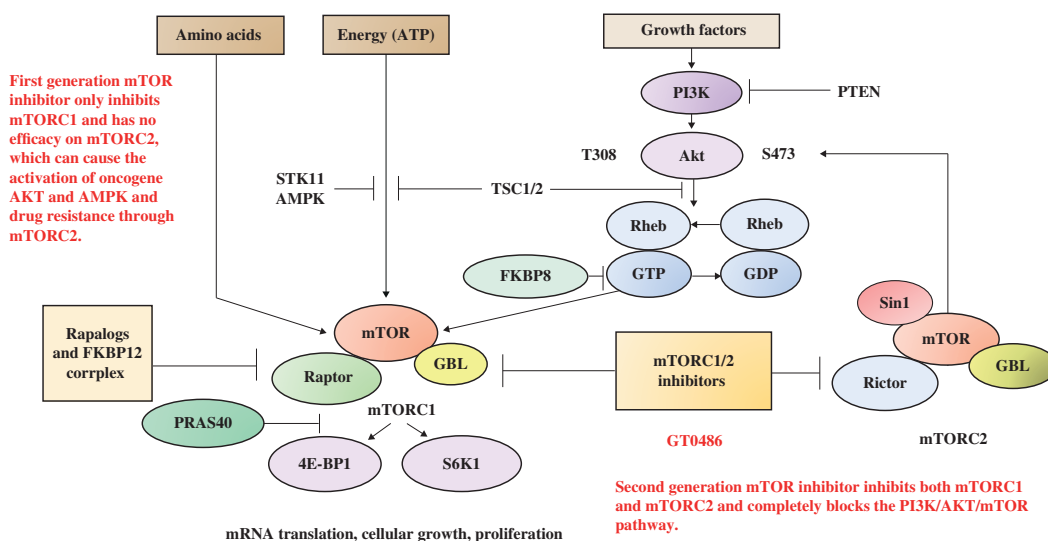 Amino acids
Energy (ATP)
Growth factors
First generation mTOR
inhibitor only inhibits
mTORC1 and has no
efficacy on mTORC2,
which can cause the
activation of oncogene
AKT and AMPK and
drug resistance through
mTORC2.
PI3K
PTEN
T308
Akt
S473
STK11
AMPK
TSC1/2
Rheb
Rheb
FKBP8
GTP
GDP
Sin1
Rapalogs
and FKBP12
corrplex
mTOR
GBL
Raptor
mTORC1/2
inhibitors
mTOR
GBL
Rictor
PRAS40
mTORC1
4E-BP1
S6K1
GT0486
mTORC2
Second generation mTOR inhibitor inhibits both mTORC1
and mTORC2 and completely blocks the PI3K/AKT/mTOR
pathway.
mRNA translation, cellular growth, proliferation